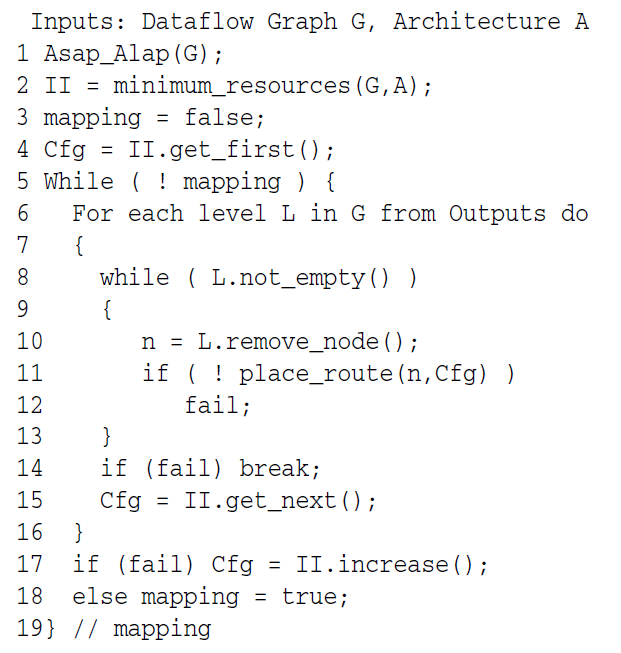 Inputs: Dataflow Graph G, Architecture A
1 Asap_Alap(G);
2 II = minimum_resources(G,A);
3 mapping = false;
4 Cfg = II.get_first();
5 While ( ! mapping ) {
6 For each level L in G from Outputs do
7 {
8 while ( L.not_empty() )
9 {
10 n = L.remove_node();
11 if ( ! place_route(n,Cfg) )
12 fail;
13 }
14 if (fail) break;
15 Cfg = II.get_next();
16 }
17 if (fail) Cfg = II.increase();
18 else mapping = true;
19} // mapping